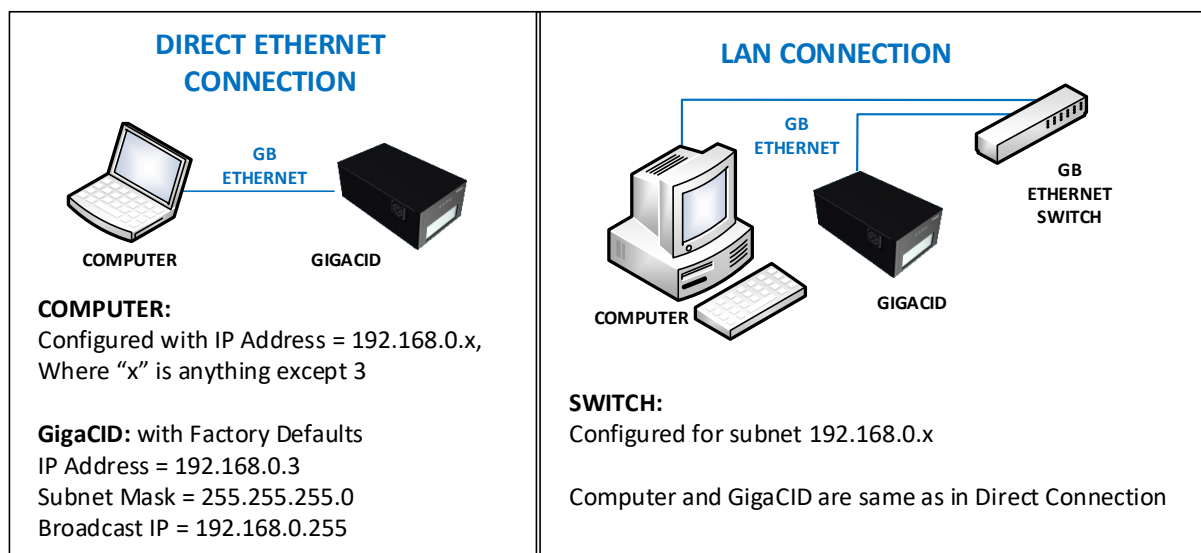 DIRECT ETHERNET
CONNECTION
GB
ETHERNET
COMPUTER
GIGACID
COMPUTER:
Configured with IP Address = 192.168.0.x,
Where “x” is anything except 3
GigaCID: with Factory Defaults
IP Address = 192.168.0.3
Subnet Mask = 255.255.255.0
Broadcast IP = 192.168.0.255
LAN CONNECTION
GB
ETHERNET
GB
ETHERNET
SWITCH
COMPUTER
GIGACID
SWITCH:
Configured for subnet 192.168.0.x
Computer and GigaCID are same as in Direct Connection